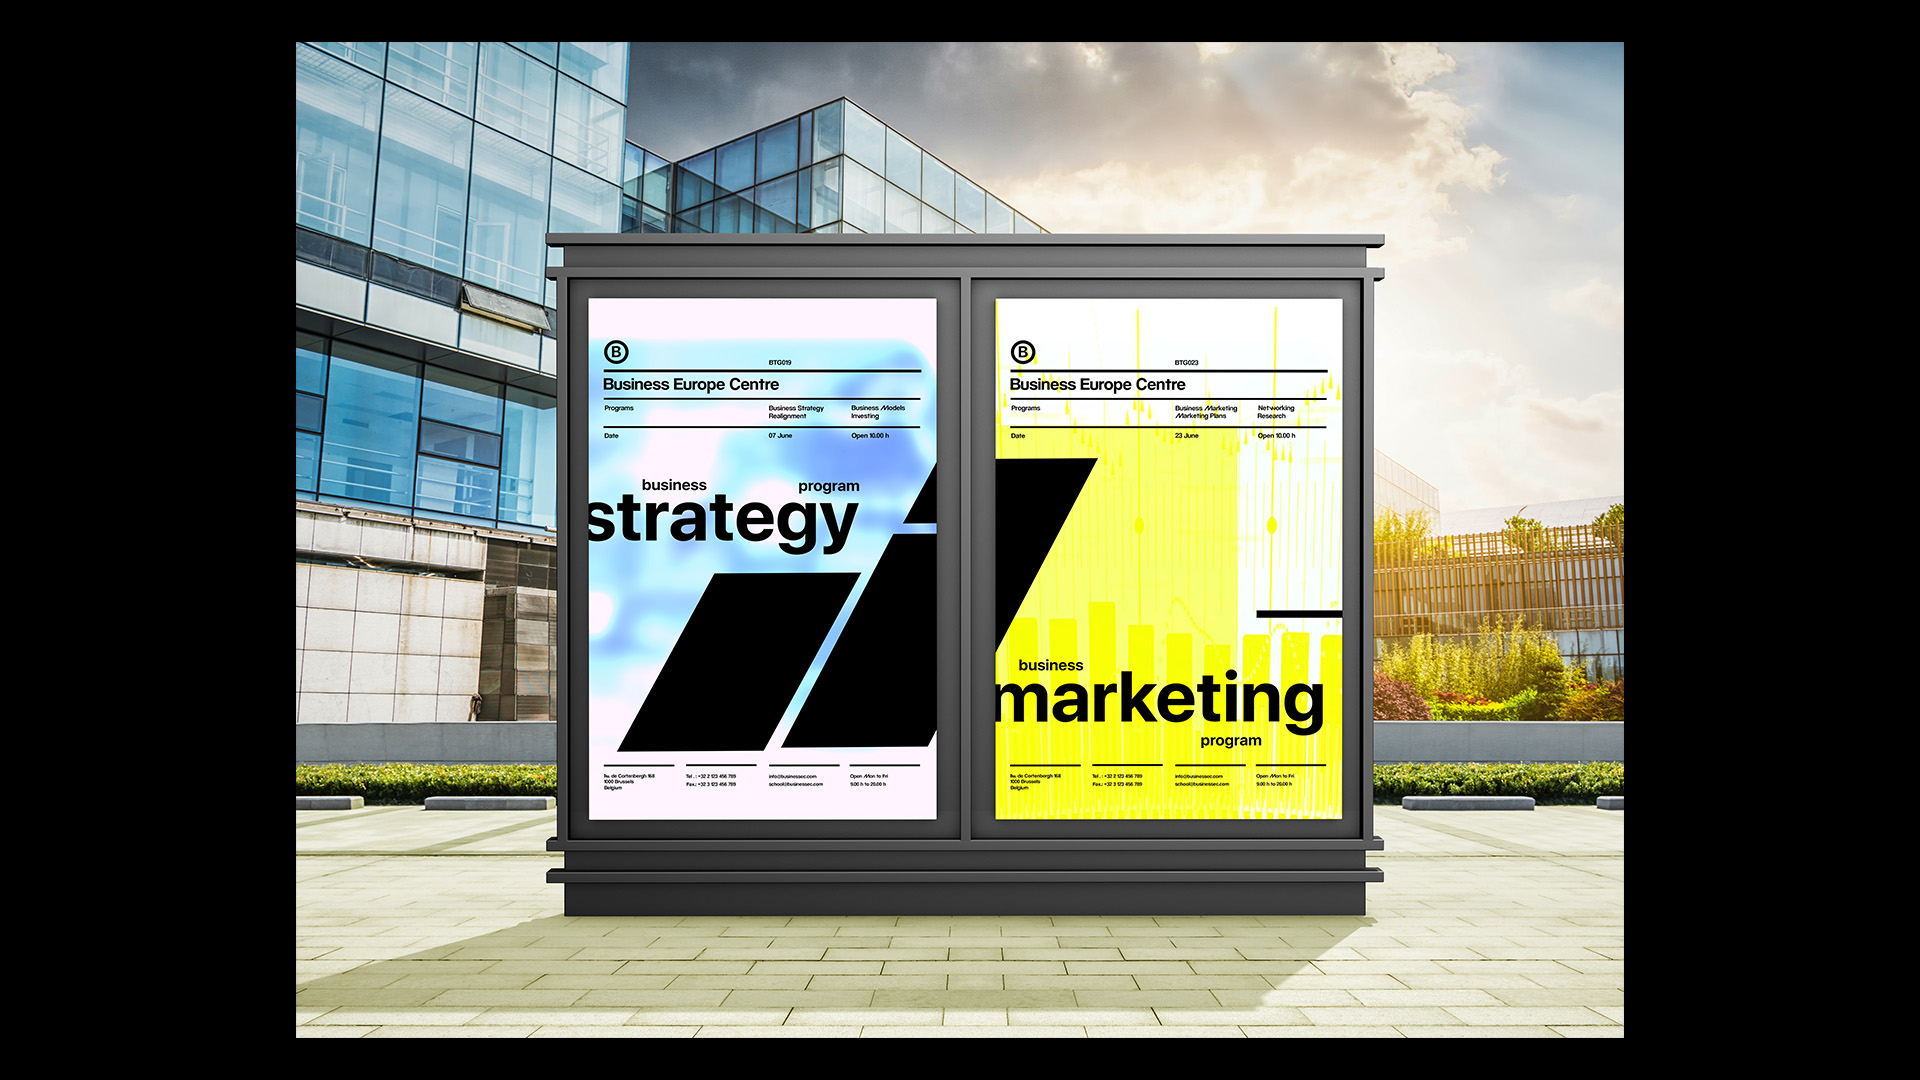 B
BTG019
Business Europe Centre
Programs
Business Strategy
Realignment
Business Models
Investing
Date
07 June
Open 10.00 h
business
program
strategy
Av. de Cortenbergh 168
1000 Brussels
Belgium
Tel. : +32 2 123 456 789
Fax.: +32 3 123 456 789
info@businessec.com
school@businessec.com
Open Mon to Fri
9.00 h to 20.00 h
B
BTG023
Business Europe Centre
Programs
Business Marketing
Marketing Plans
Networking
Research
Date
23 June
Open 10.00 h
business
marketing
program
Av. de Cortenbergh 168
1000 Brussels
Belgium
Tel. : +32 2 123 456 789
Fax.: +32 3 123 456 789
info@businessec.com
school@businessec.com
Open Mon to Fri
9.00 h to 20.00 h